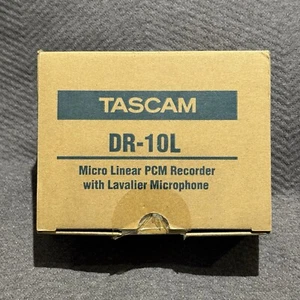 TASCAM
DR-10L
Micro Linear PCM Recorder
with Lavalier Microphone